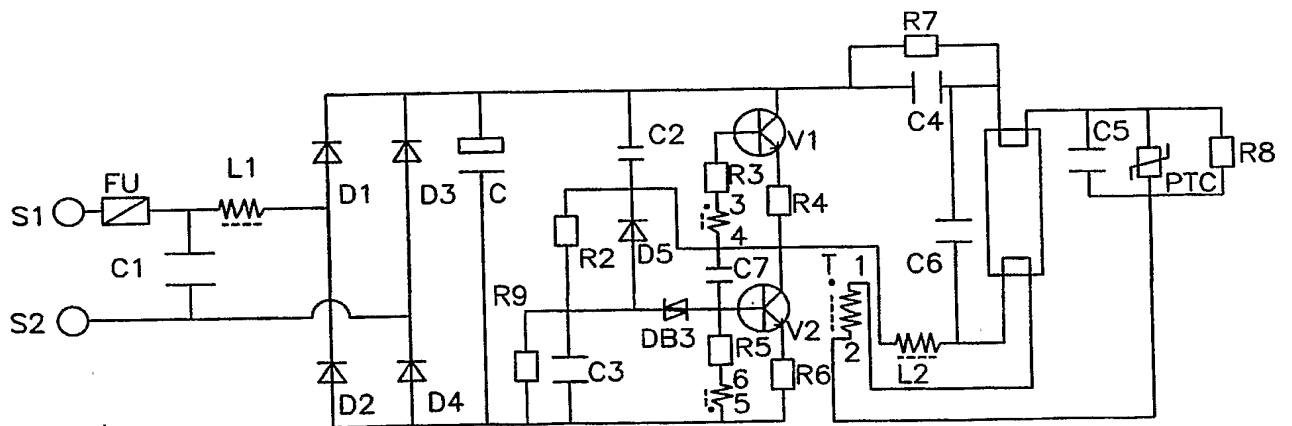 R7
C4
C2
V1
C5
R8
PTC
L1
FU
D1
D3
C
R3
3
4
R4
S1
C1
R2
D5
C7
T
1
2
C6
R9
S2
DB3
V2
R5
6
5
R6
L2
C3
D2
D4